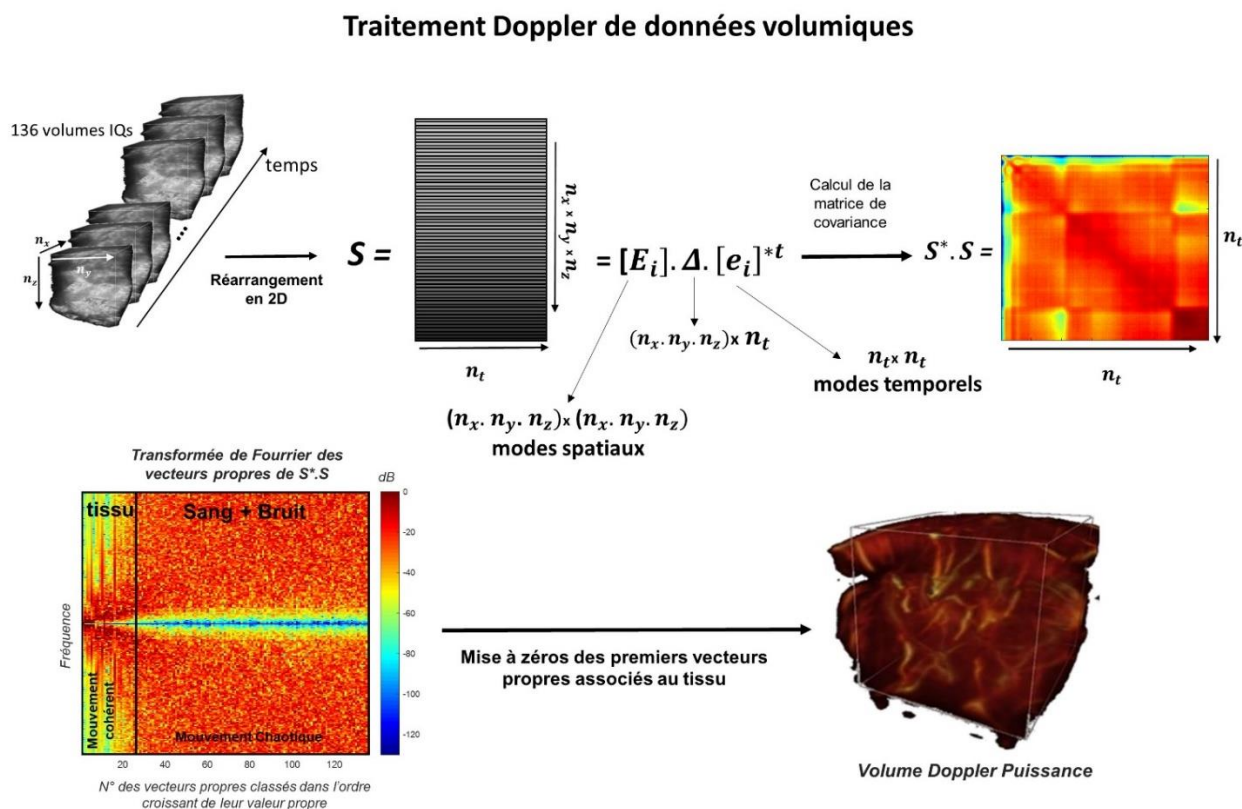 Traitement Doppler de données volumiques
136 volumes IQs
temps
n_x
n_y
n_z
Réarrangement
en 2D
S =
n_x × n_y × n_z
n_t
= [E_i]. Δ. [e_i]^{*t}
(n_x. n_y. n_z)× n_t
n_t× n_t
modes temporels
(n_x. n_y. n_z)× (n_x. n_y. n_z)
modes spatiaux
Calcul de la
matrice de
covariance
S*. S =
n_t
n_t
Transformée de Fourrier des
vecteurs propres de S*.S
dB
tissu
Sang + Bruit
0
-20
-40
-60
-80
-100
-120
Fréquence
Mouvement
cohérent
Mouvement Chaotique
20 40 60 80 100 120
N° des vecteurs propres classés dans l'ordre
croissant de leur valeur propre
Mise à zéros des premiers vecteurs
propres associés au tissu
Volume Doppler Puissance